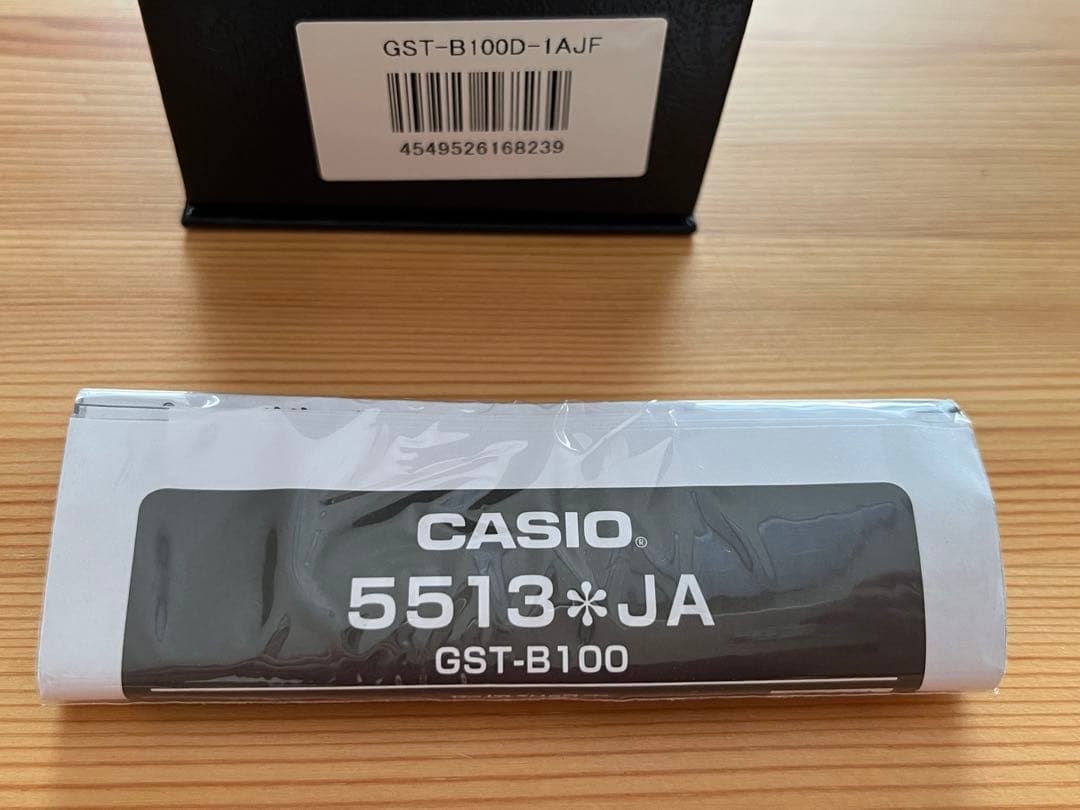 GST-B100D-1AJF
4549526168239
CASIO®
5513*JA
GST-B100